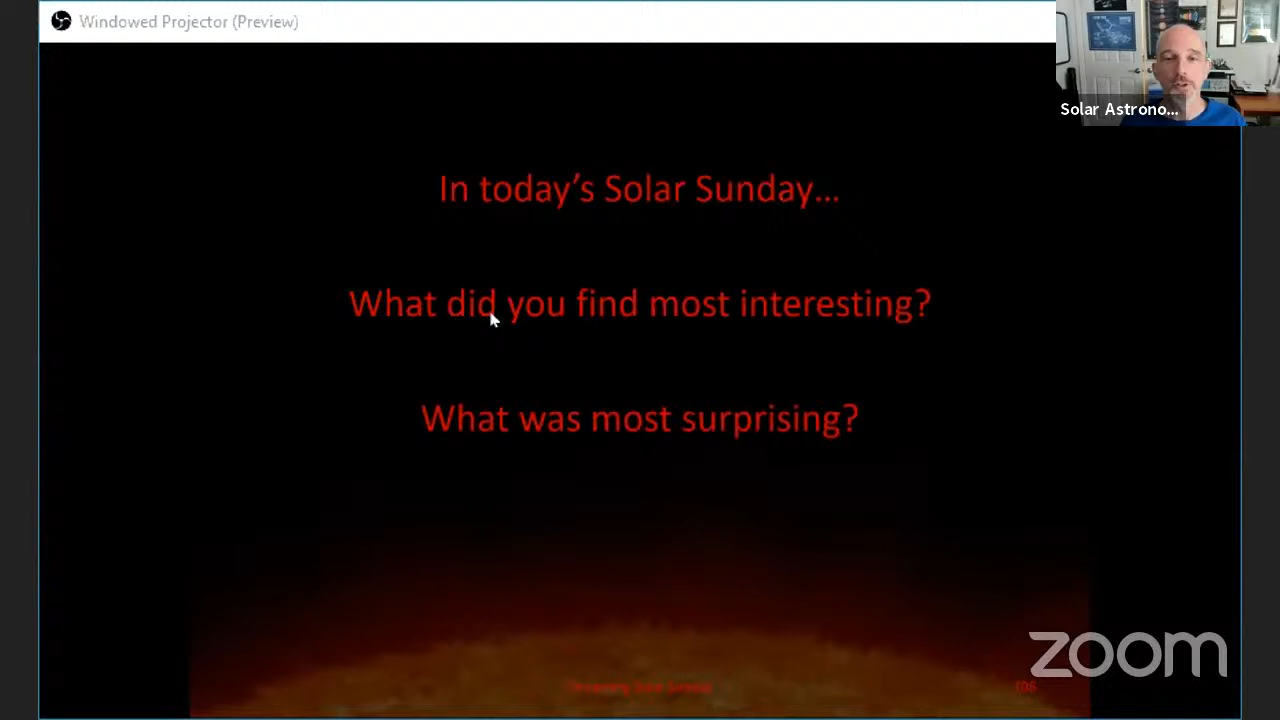 Windowed Projector (Preview)
Solar Astrono...
In today's Solar Sunday...
What did you find most interesting?
What was most surprising?
zoom